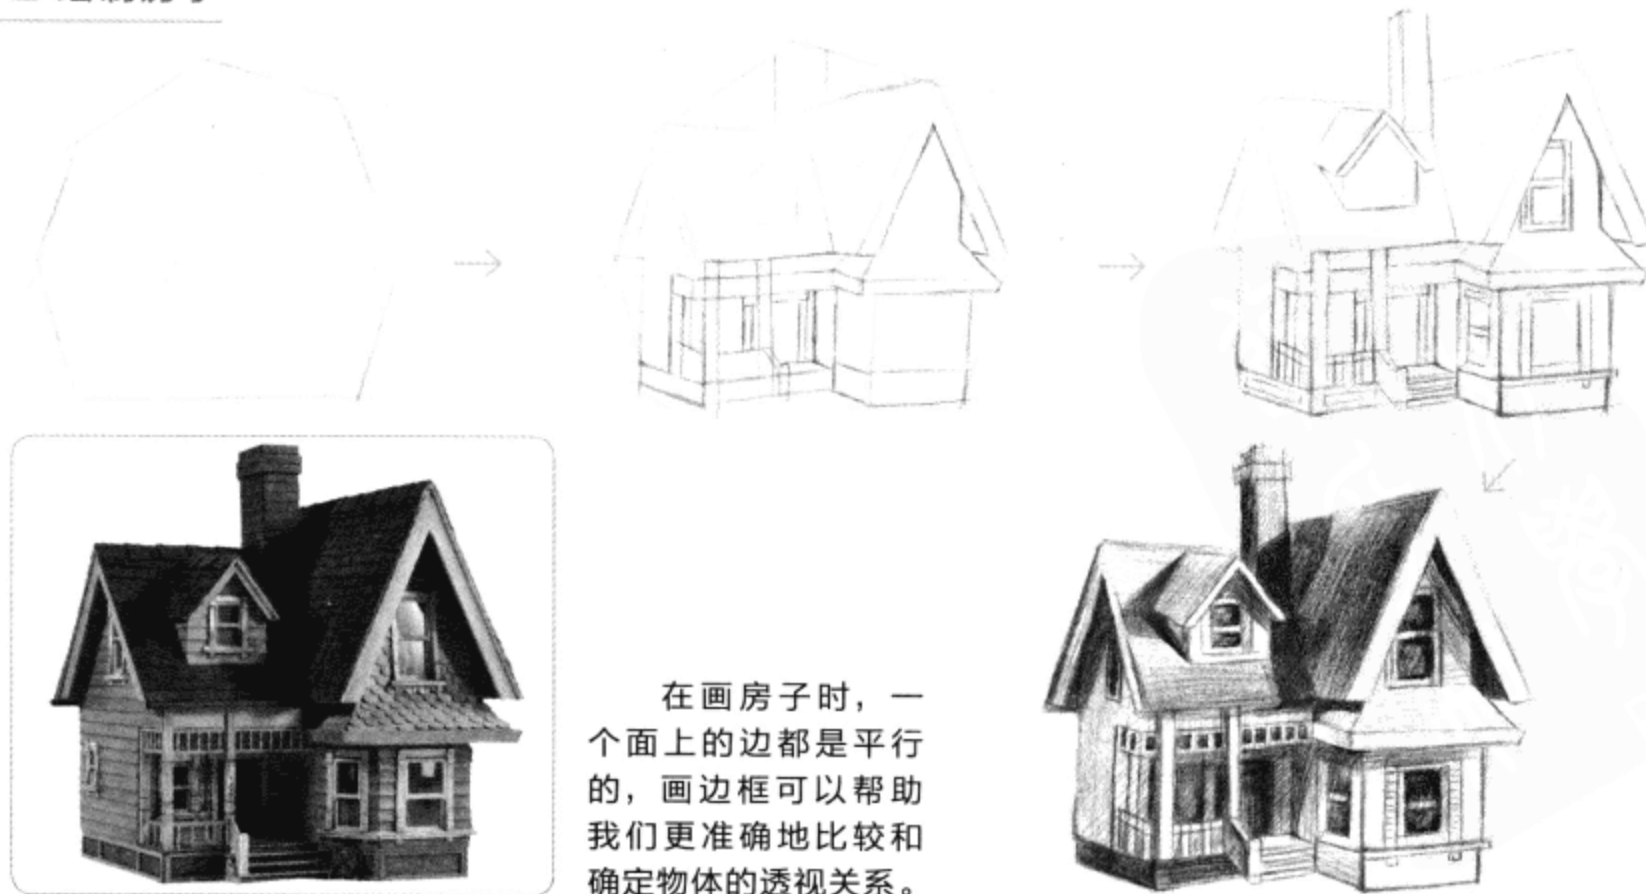 在画房子时，一
个面上的边都是平行
的，画边框可以帮助
我们更准确地比较和
确定物体的透视关系。